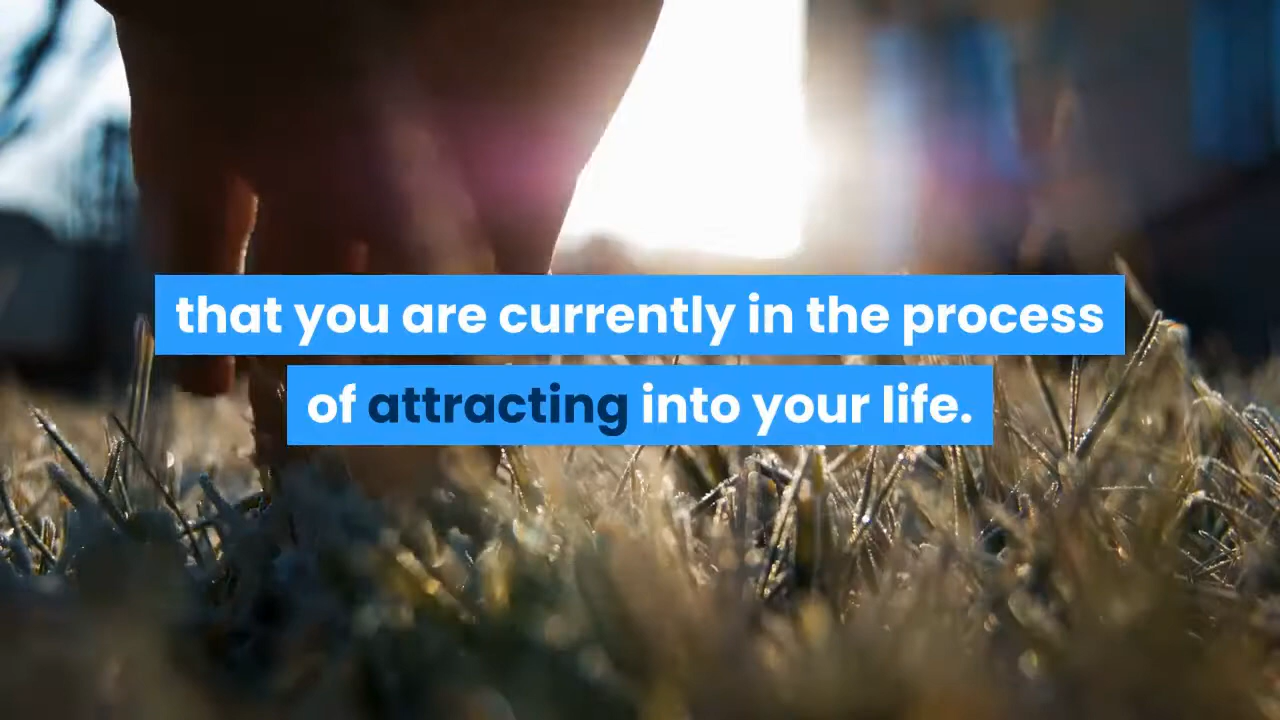 that you are currently in the process
of attracting into your life.